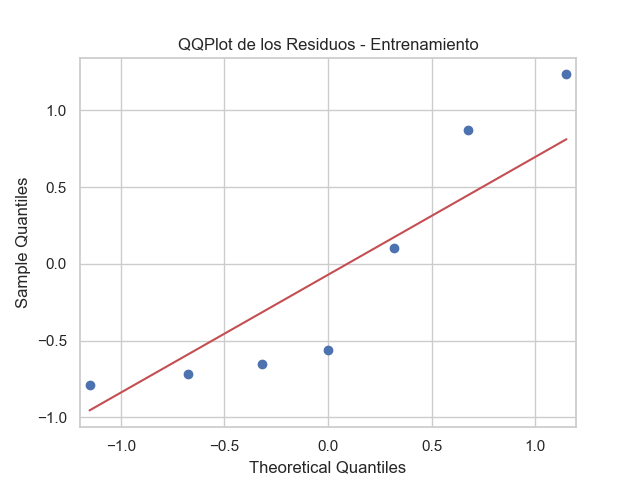 QQPlot de los Residuos - Entrenamiento
1.0
0.5
0.0
−0.5
−1.0
Sample Quantiles
−1.0 −0.5 0.0 0.5 1.0
Theoretical Quantiles